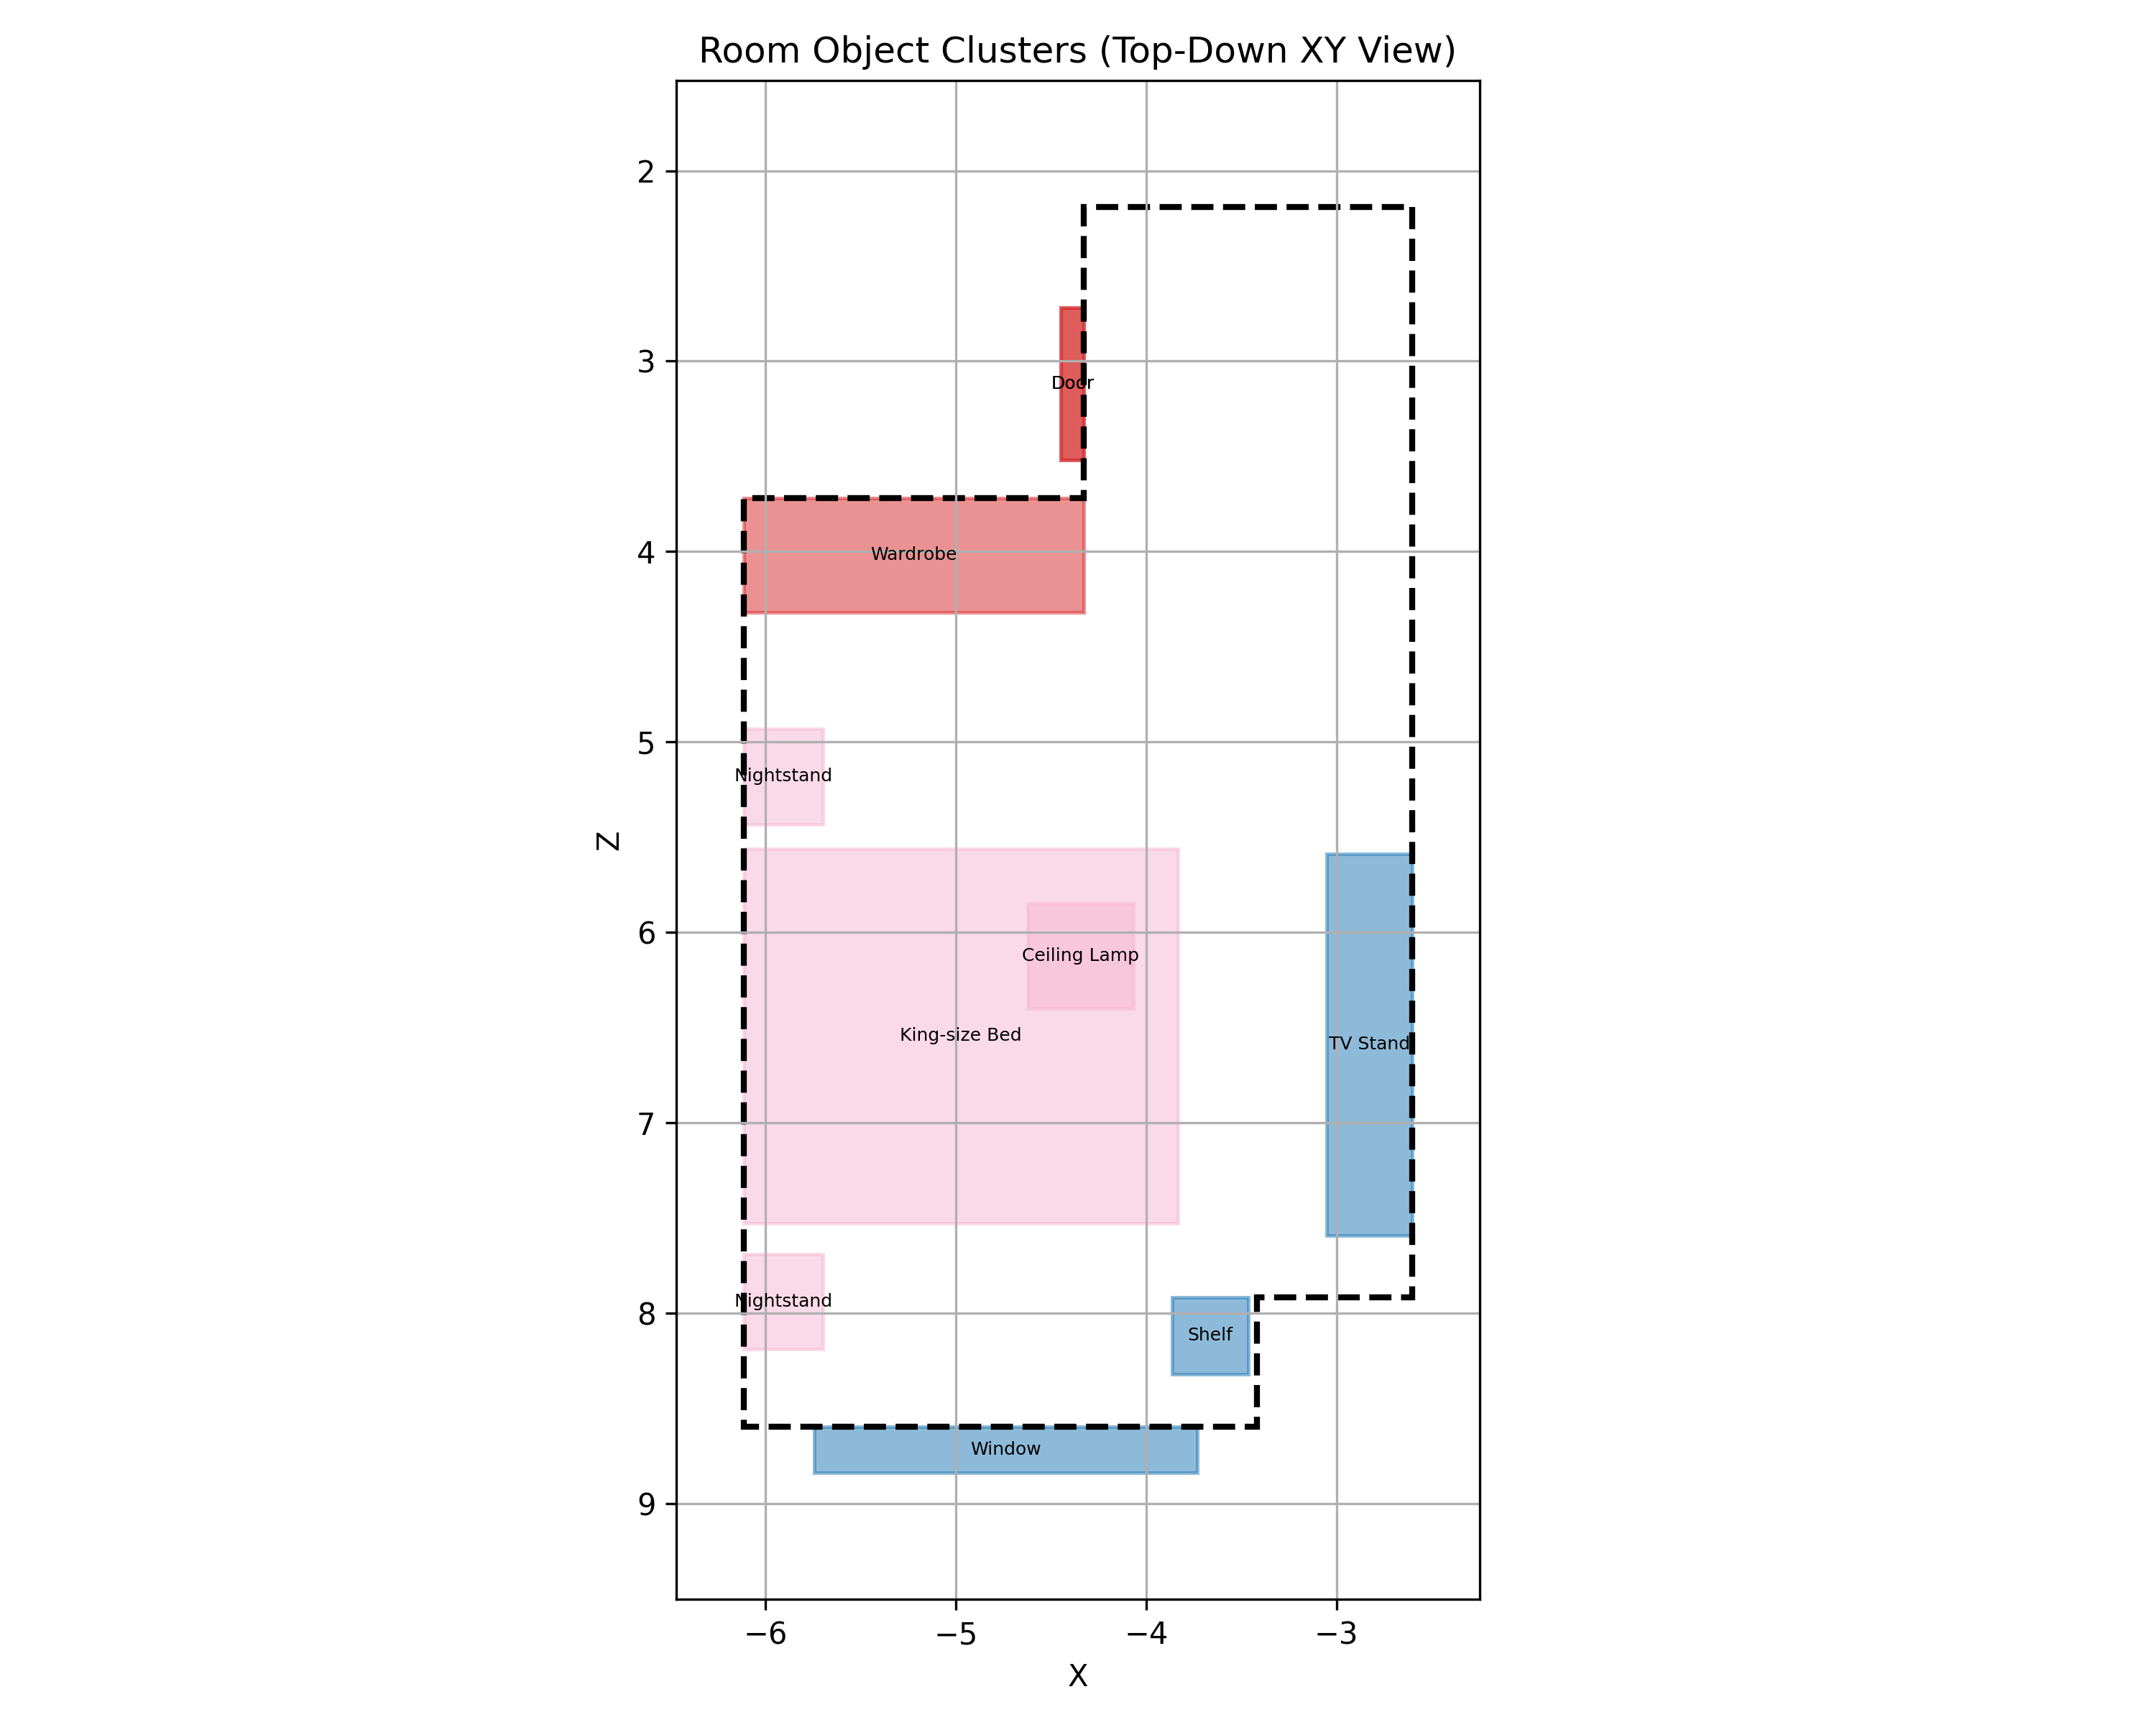 Room Object Clusters (Top-Down XY View)
2
3
Door
4
Wardrobe
5
Nightstand
Z
6
Ceiling Lamp
King-size Bed
TV Stand
7
8
Nightstand
Shelf
Window
9
−6
−5
−4
−3
X